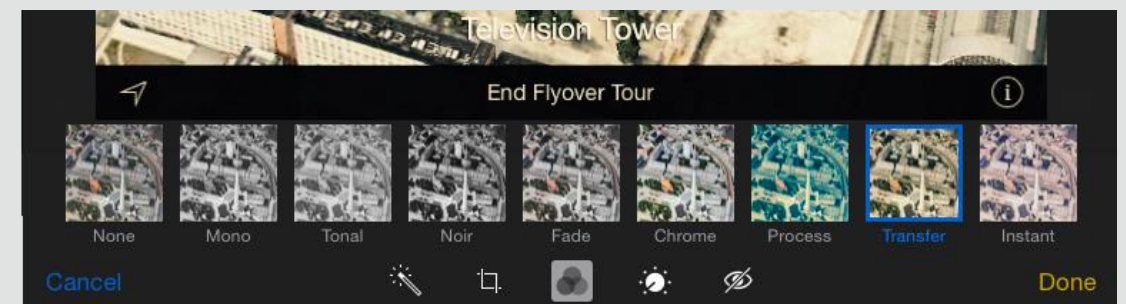 Television Tower
End Flyover Tour
None Mono Tonal Noir Fade Chrome Process Transfer Instant
Cancel Done